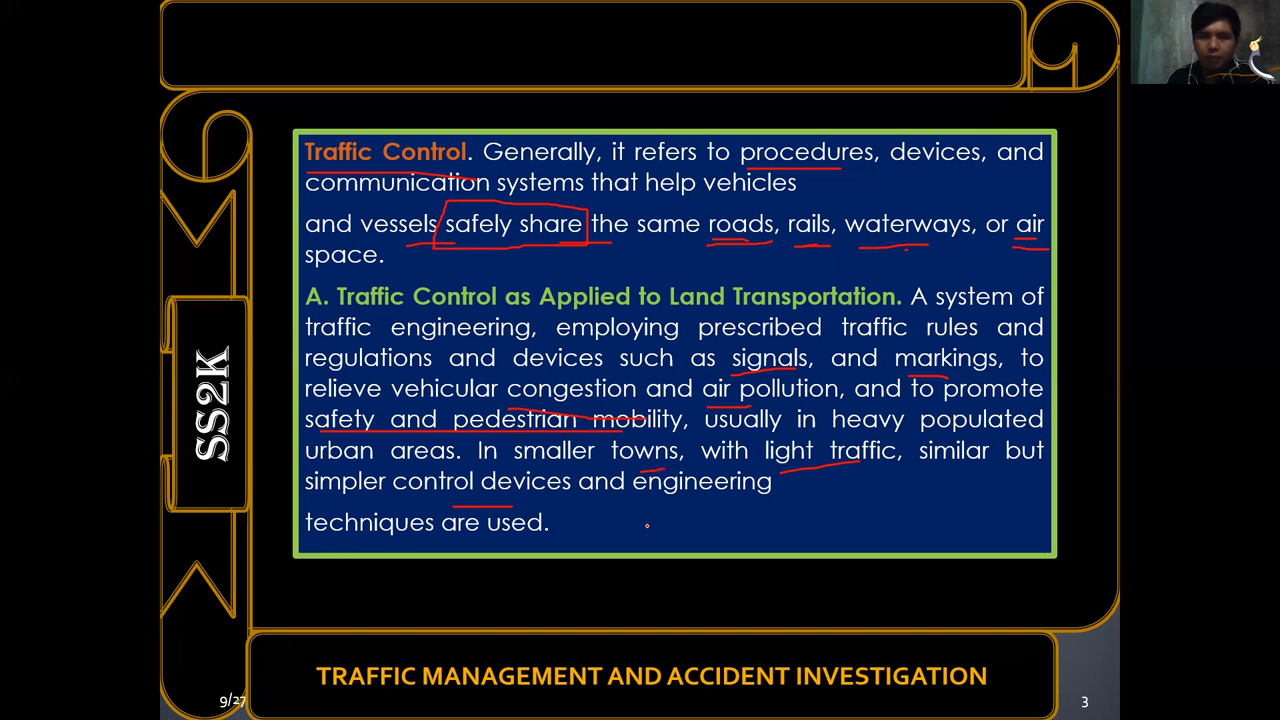 Traffic Control. Generally, it refers to procedures, devices, and
communication systems that help vehicles
and vessels safely share the same roads, rails, waterways, or air
space.
A. Traffic Control as Applied to Land Transportation. A system of
traffic engineering, employing prescribed traffic rules and
regulations and devices such as signals, and markings, to
relieve vehicular congestion and air pollution, and to promote
safety and pedestrian mobility, usually in heavy populated
urban areas. In smaller towns, with light traffic, similar but
simpler control devices and engineering
techniques are used.
SS2K
TRAFFIC MANAGEMENT AND ACCIDENT INVESTIGATION
9/27
3